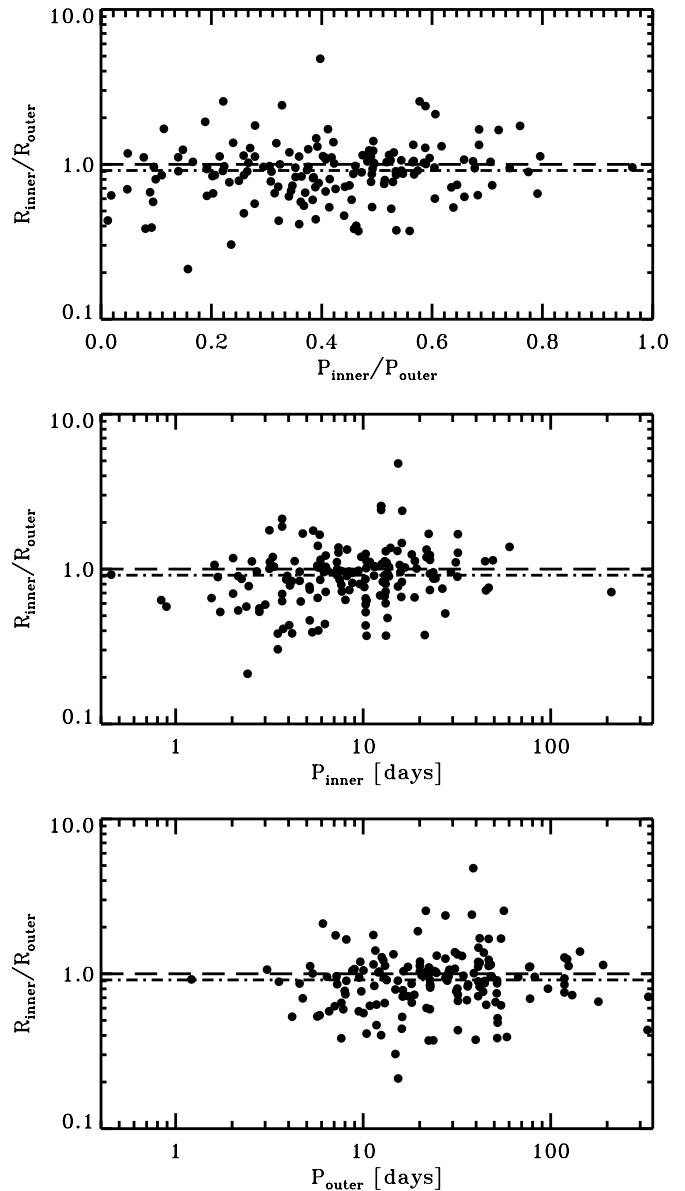 10.0
1.0
0.1
R_inner/R_outer
0.0 0.2 0.4 0.6 0.8 1.0
P_inner/P_outer
10.0
1.0
0.1
R_inner/R_outer
1 10 100
P_inner [days]
10.0
1.0
0.1
R_inner/R_outer
1 10 100
P_outer [days]